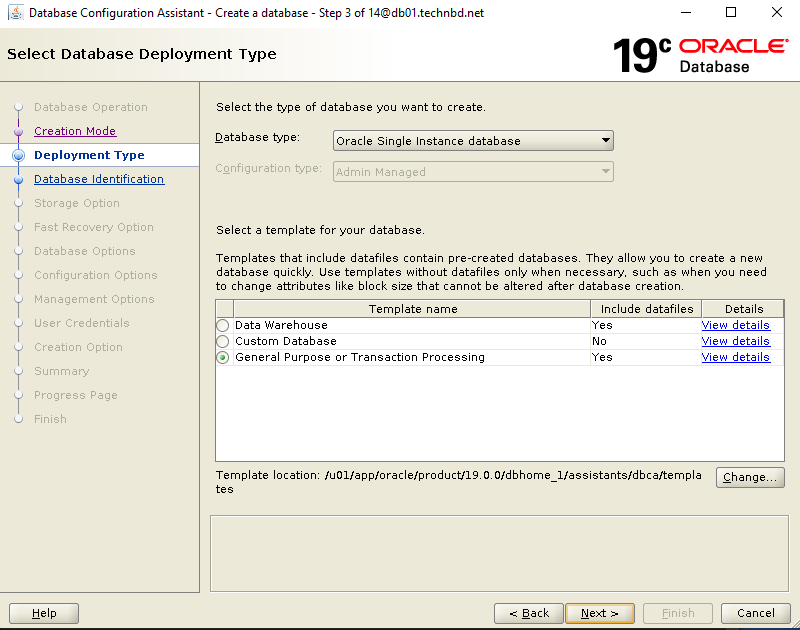 Database Configuration Assistant - Create a database - Step 3 of 14@db01.technbd.net
Select Database Deployment Type
19c ORACLE
Database
Database Operation
Creation Mode
Deployment Type
Database Identification
Storage Option
Fast Recovery Option
Database Options
Configuration Options
Management Options
User Credentials
Creation Option
Summary
Progress Page
Finish
Select the type of database you want to create.
Database type: Oracle Single Instance database
Configuration type: Admin Managed
Select a template for your database.
Templates that include datafiles contain pre-created databases. They allow you to create a new
database quickly. Use templates without datafiles only when necessary, such as when you need
to change attributes like block size that cannot be altered after database creation.
Template name Include datafiles Details
Data Warehouse Yes View details
Custom Database No View details
General Purpose or Transaction Processing Yes View details
Template location: /u01/app/oracle/product/19.0.0/dbhome_1/assistants/dbca/templa
tes
Change...
Help < Back Next > Finish Cancel